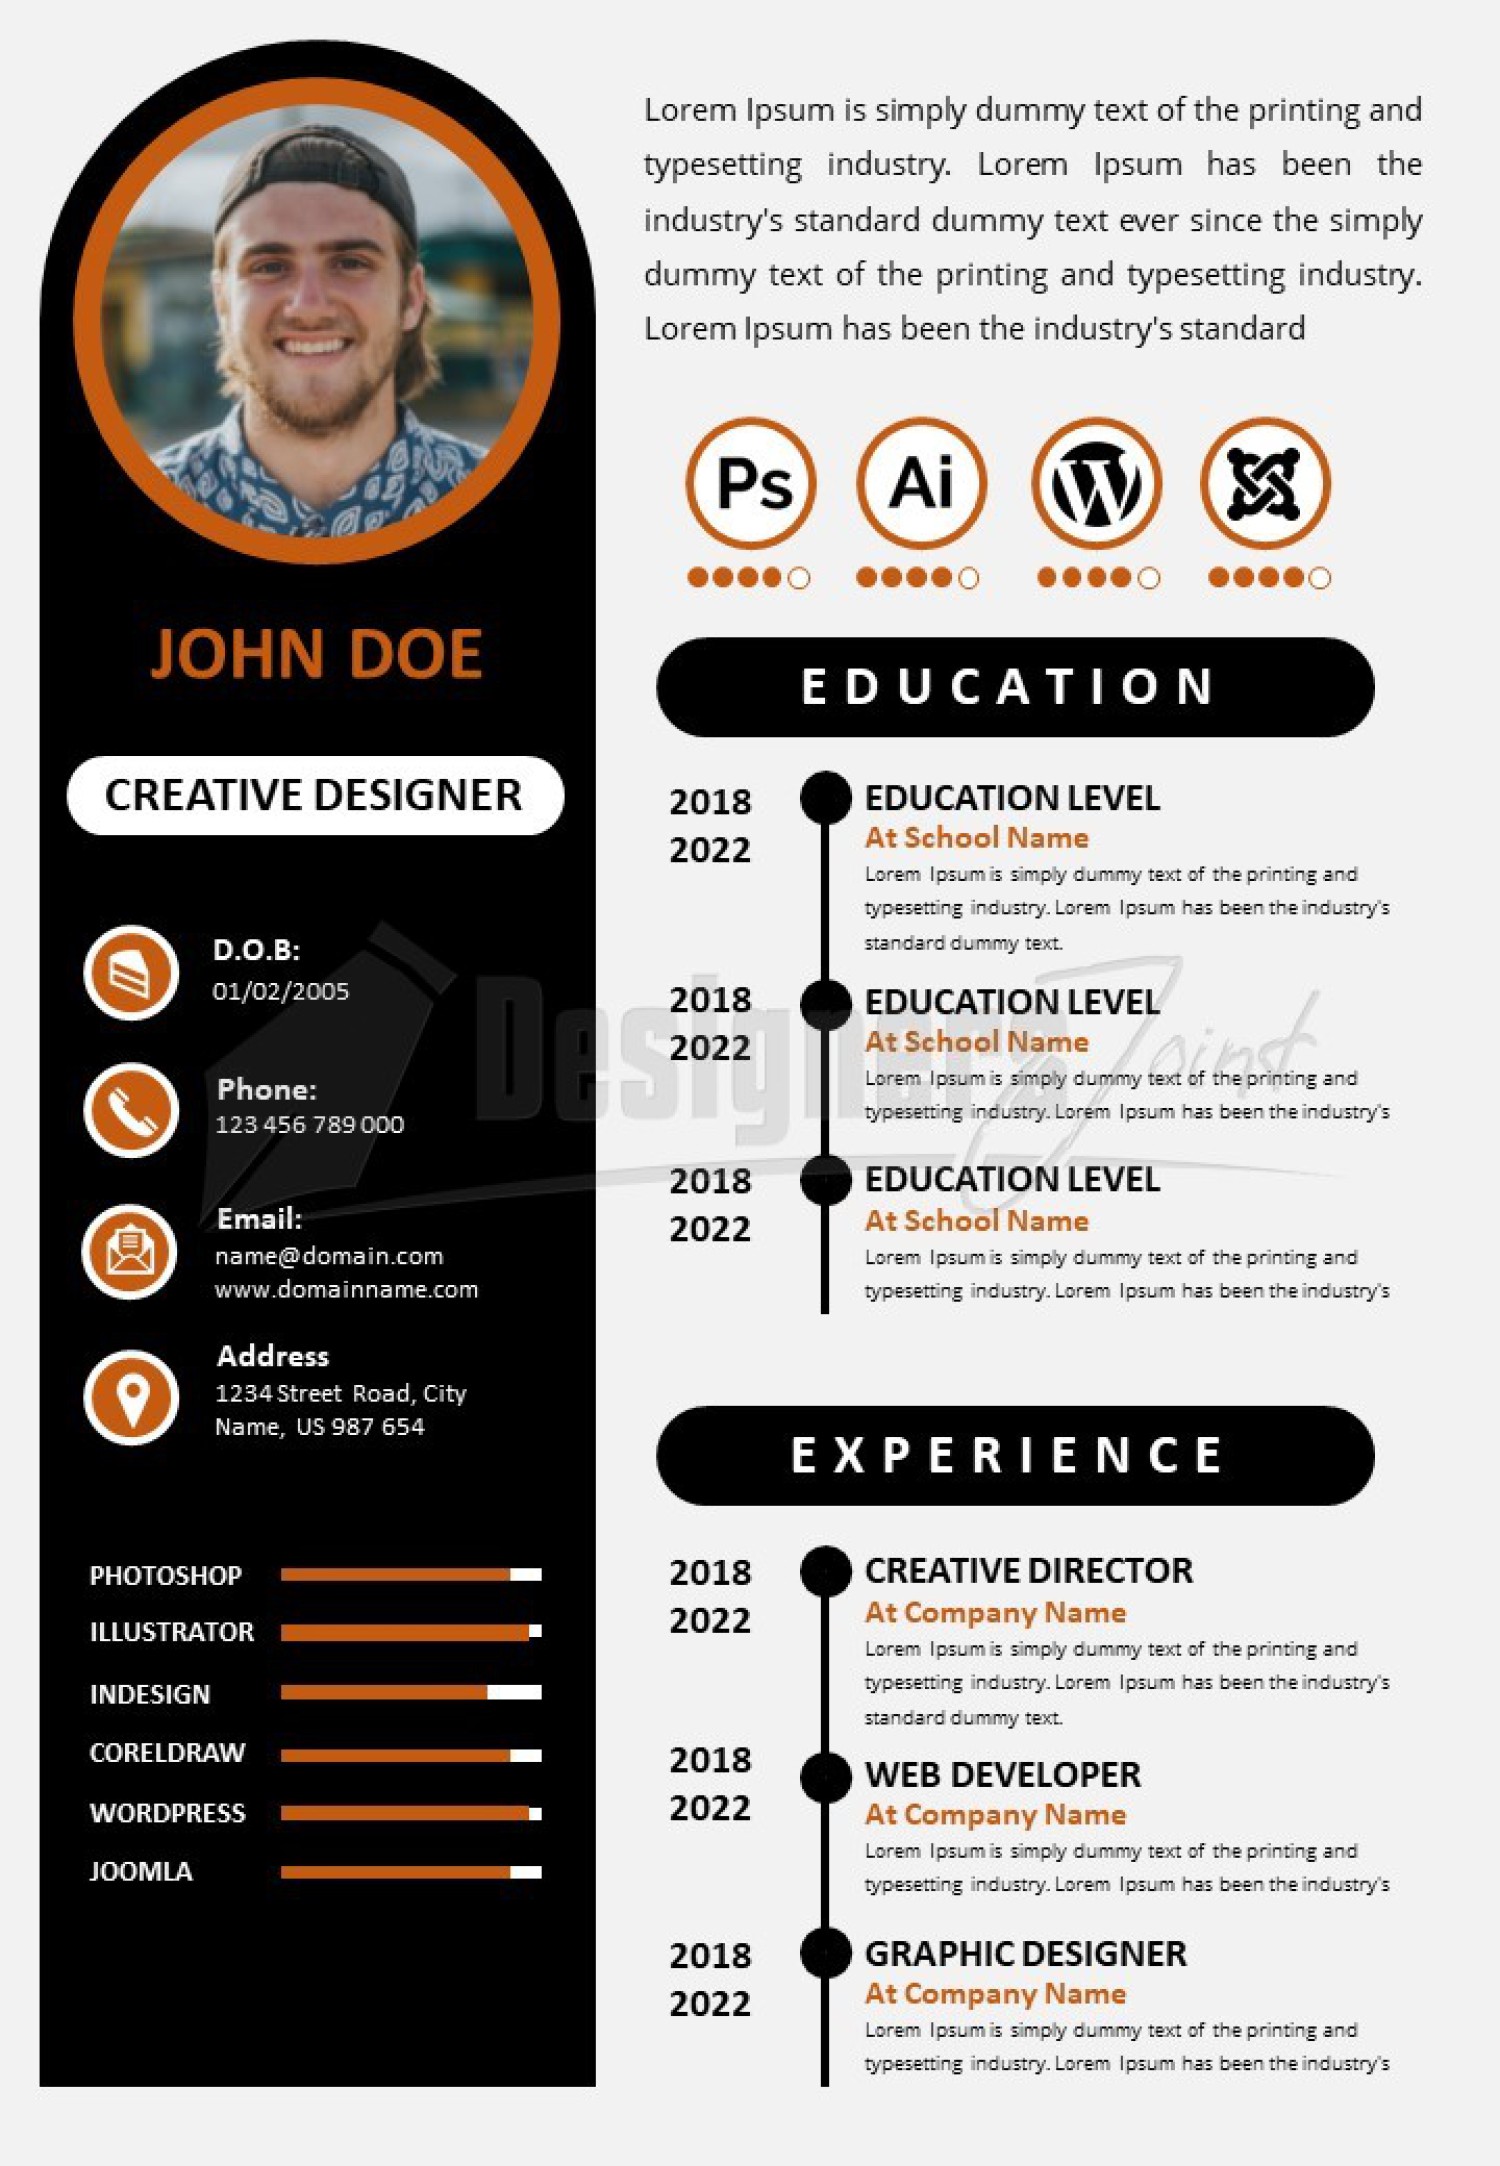 Lorem Ipsum is simply dummy text of the printing and
typesetting industry. Lorem Ipsum has been the
industry's standard dummy text ever since the simply
dummy text of the printing and typesetting industry.
Lorem Ipsum has been the industry's standard
Ps Ai
JOHN DOE
CREATIVE DESIGNER
D.O.B:
01/02/2005
Phone:
123 456 789 000
Email:
name@domain.com
www.domainname.com
Address
1234 Street Road, City
Name, US 987 654
PHOTOSHOP
ILLUSTRATOR
INDESIGN
CORELDRAW
WORDPRESS
JOOMLA
EDUCATION
2018
2022
EDUCATION LEVEL
At School Name
Lorem Ipsum is simply dummy text of the printing and
typesetting industry. Lorem Ipsum has been the industry's
standard dummy text.
2018
2022
EDUCATION LEVEL
At School Name
Lorem Ipsum is simply dummy text of the printing and
typesetting industry. Lorem Ipsum has been the industry's
2018
2022
EDUCATION LEVEL
At School Name
Lorem Ipsum is simply dummy text of the printing and
typesetting industry. Lorem Ipsum has been the industry's
EXPERIENCE
2018
2022
CREATIVE DIRECTOR
At Company Name
Lorem Ipsum is simply dummy text of the printing and
typesetting industry. Lorem Ipsum has been the industry's
standard dummy text.
2018
2022
WEB DEVELOPER
At Company Name
Lorem Ipsum is simply dummy text of the printing and
typesetting industry. Lorem Ipsum has been the industry's
2018
2022
GRAPHIC DESIGNER
At Company Name
Lorem Ipsum is simply dummy text of the printing and
typesetting industry. Lorem Ipsum has been the industry's
Designers Joint